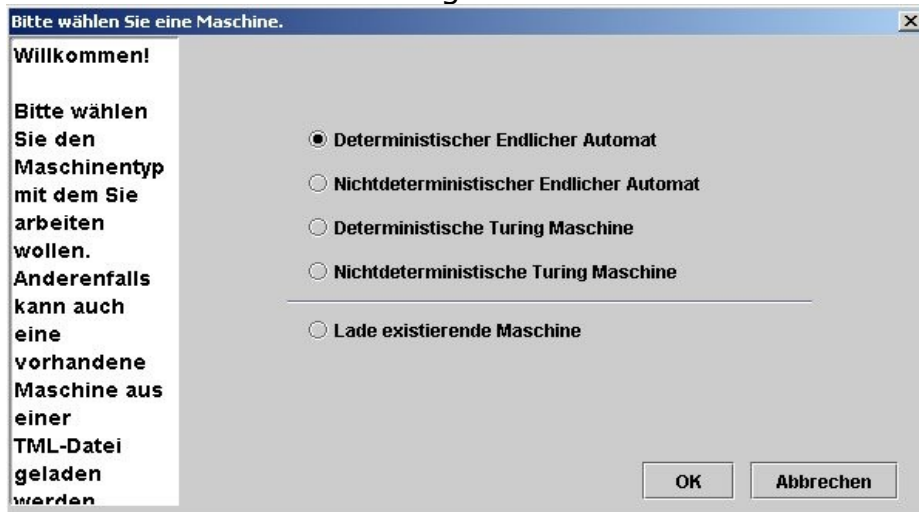 Bitte wählen Sie eine Maschine.
Willkommen!
Bitte wählen
Sie den
Maschinentyp
mit dem Sie
arbeiten
wollen.
Anderenfalls
kann auch
eine
vorhandene
Maschine aus
einer
TML-Datei
geladen
werden
Deterministischer Endlicher Automat
Nichtdeterministischer Endlicher Automat
Deterministische Turing Maschine
Nichtdeterministische Turing Maschine
Lade existierende Maschine
OK
Abbrechen